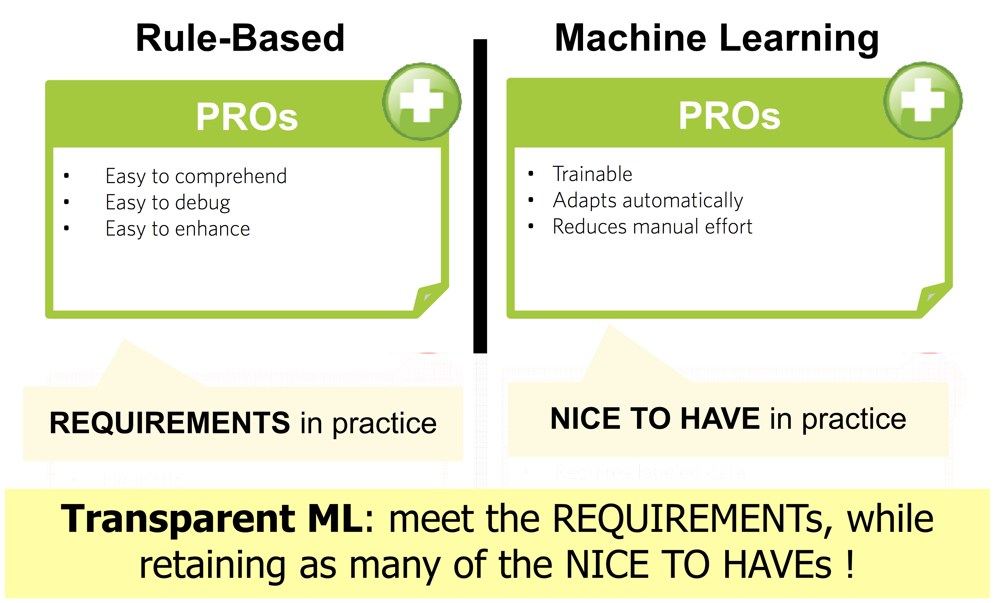 Rule-Based
PROs
• Easy to comprehend
• Easy to debug
• Easy to enhance
REQUIREMENTS in practice
Heuristic
Machine Learning
PROs
• Trainable
• Adapts automatically
• Reduces manual effort
NICE TO HAVE in practice
Requires labeled data
Transparent ML: meet the REQUIREMENTs, while
retaining as many of the NICE TO HAVEs !